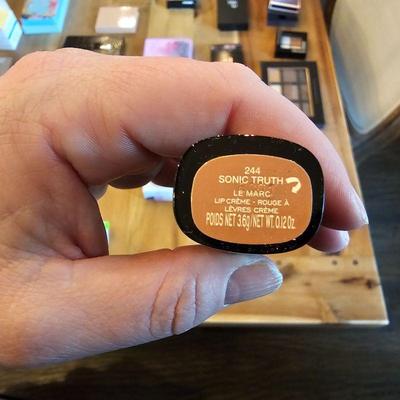 244
SONIC TRUTH
LE MARC
LIP CRÈME - ROUGE À
LÈVRES CRÈME
POIDS NET 3.6g/NET WT. 0.12 Oz